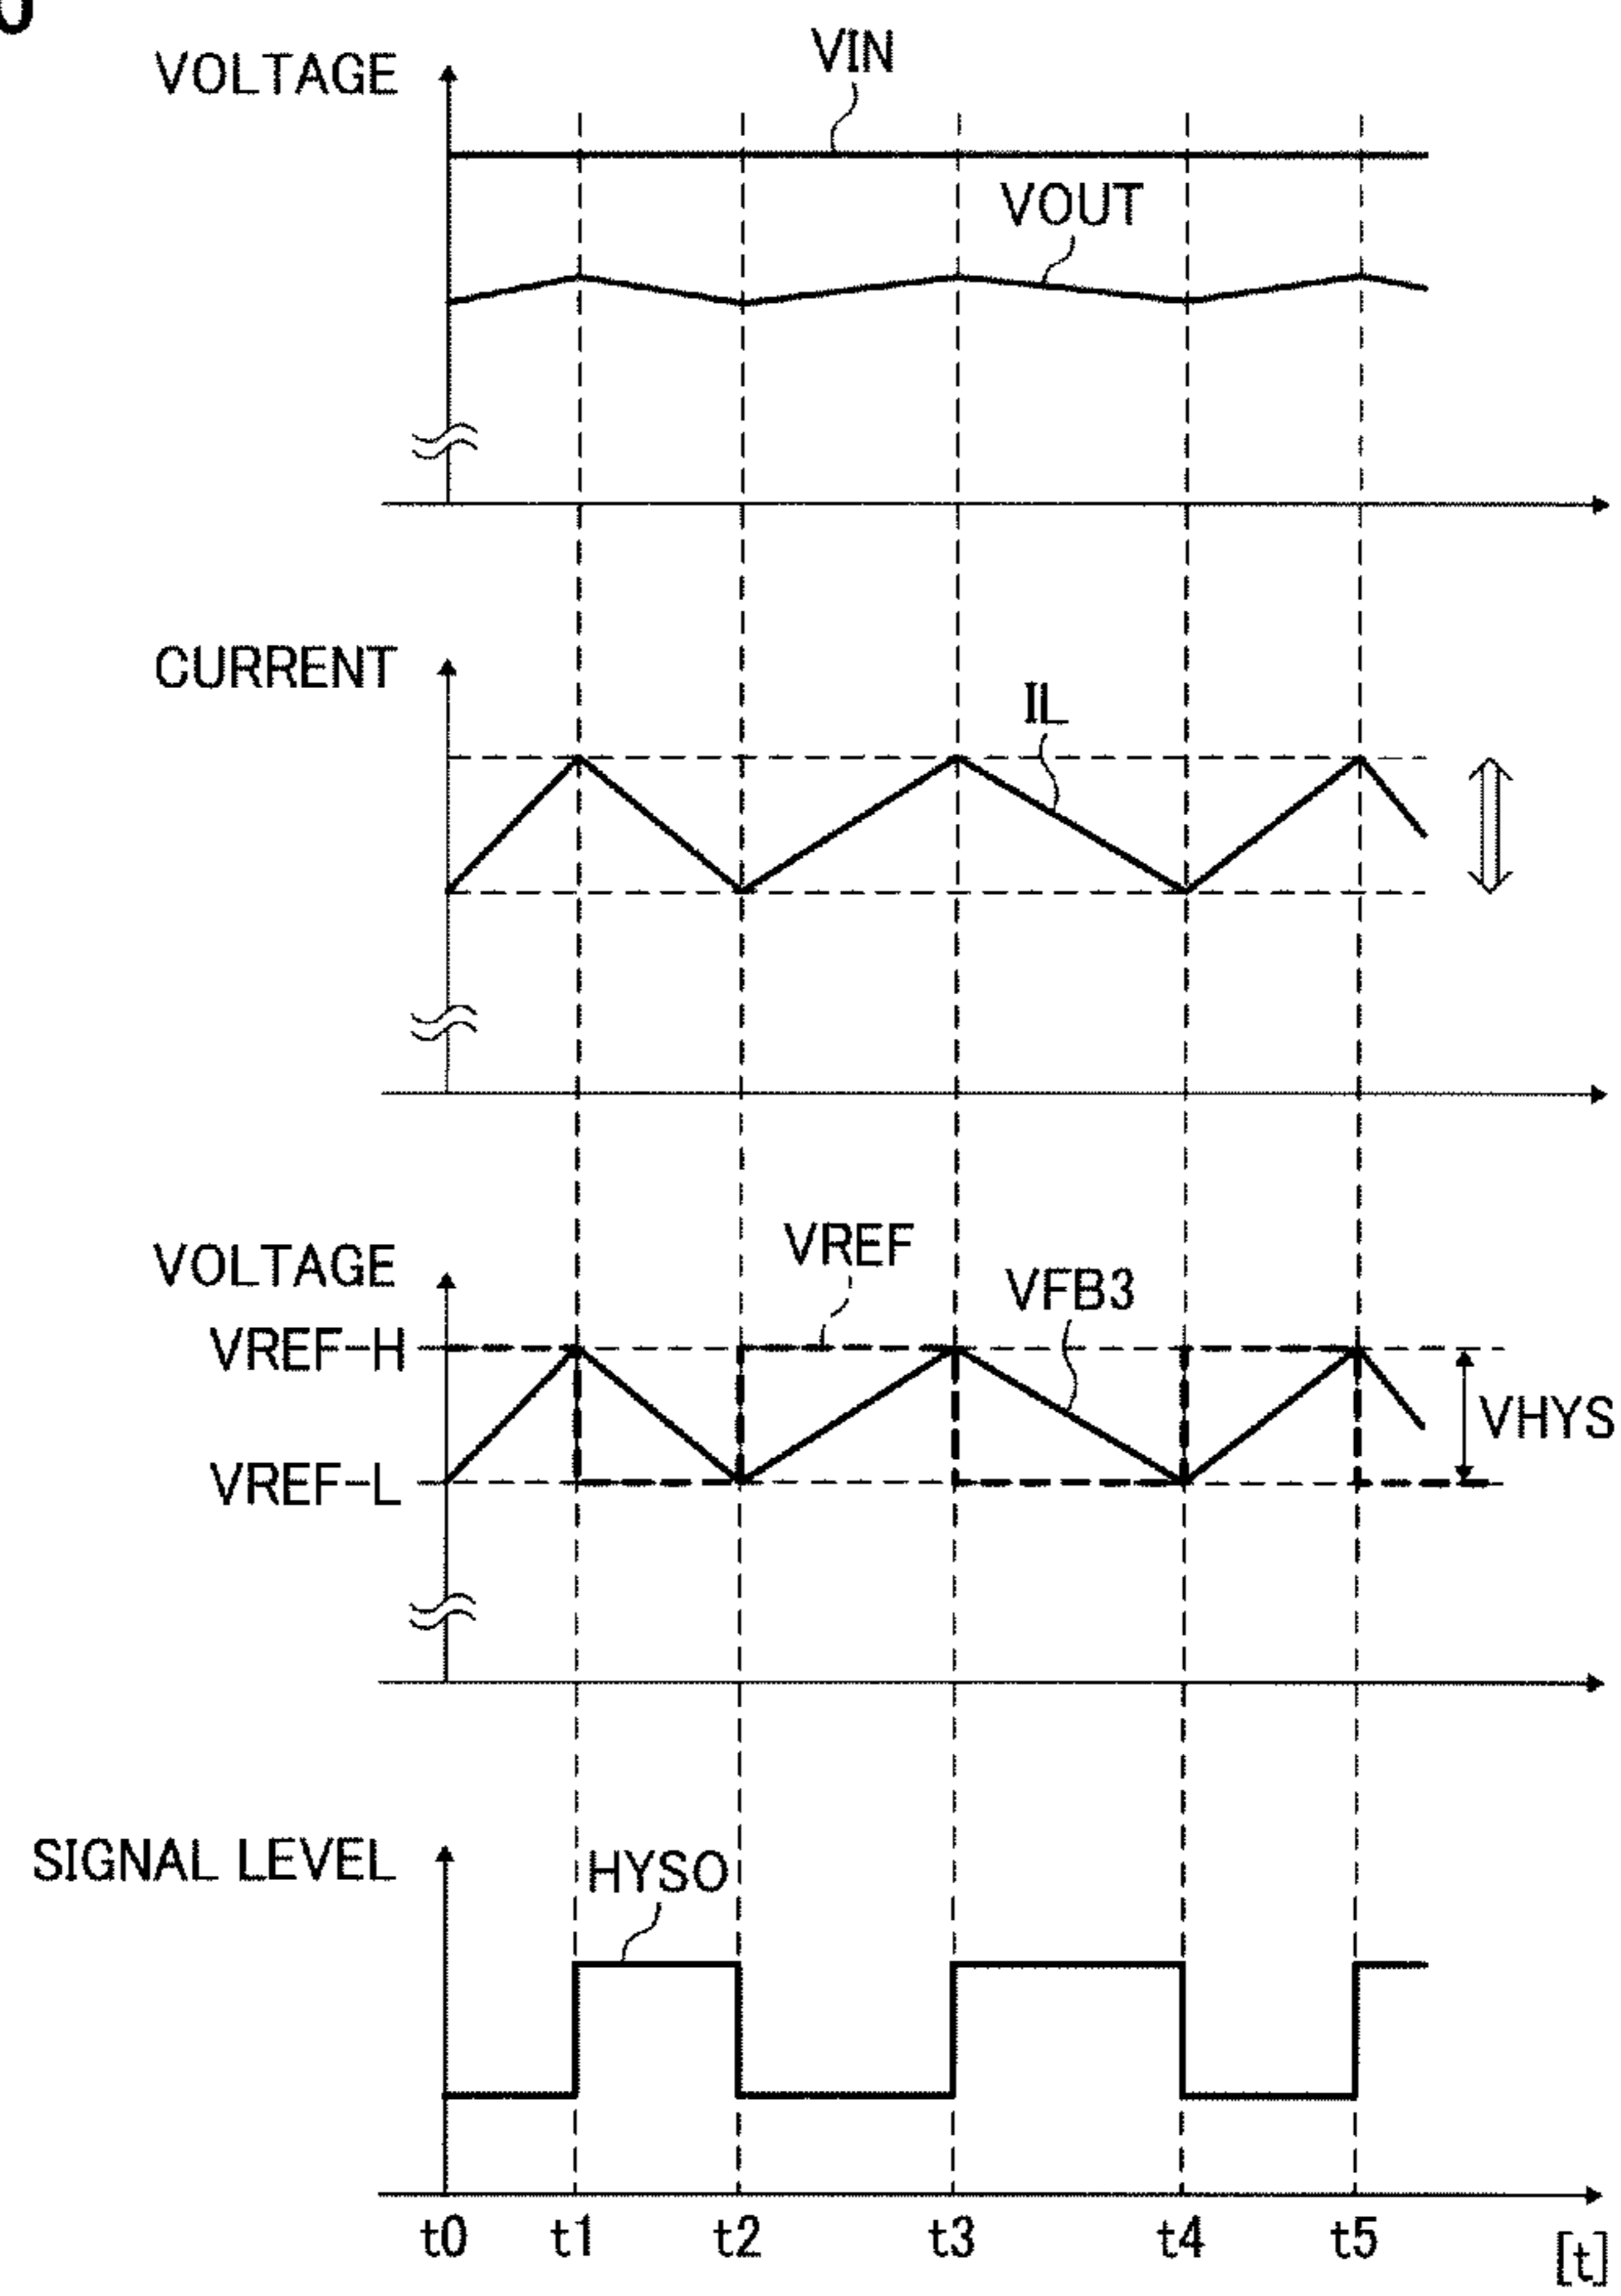 VOLTAGE
VIN
VOUT
CURRENT
IL
VOLTAGE
VREF
VFB3
VREF-H
VHYS
VREF-L
SIGNAL LEVEL
HYSO
t0 t1 t2 t3 t4 t5 [t]